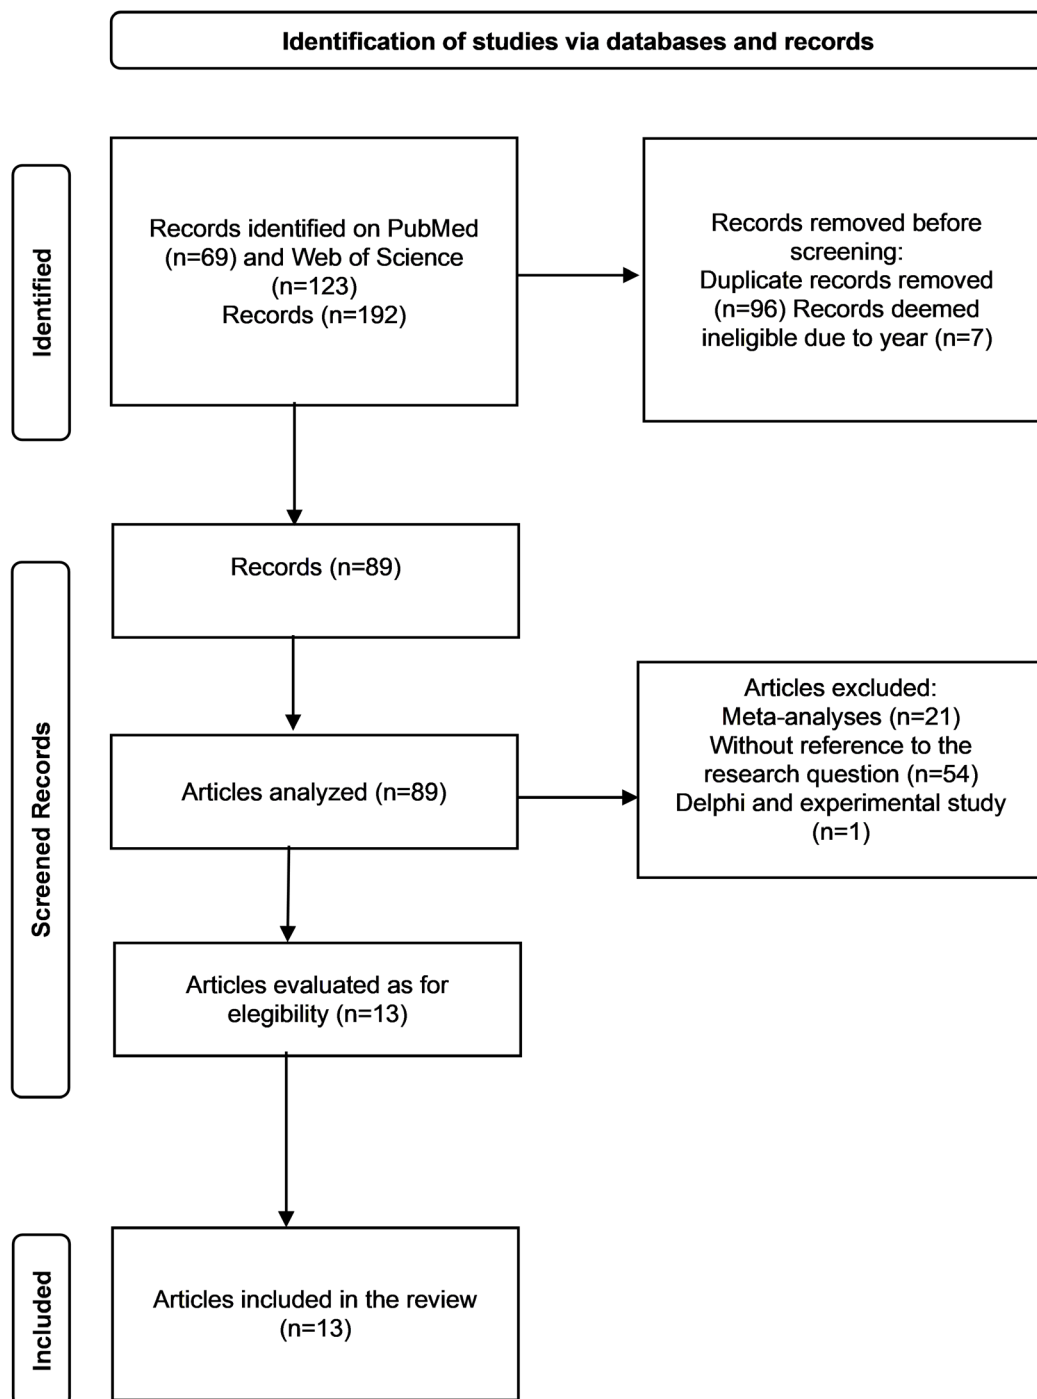 Identification of studies via databases and records
Identified
Records identified on PubMed
(n=69) and Web of Science
(n=123)
Records (n=192)
Records removed before
screening:
Duplicate records removed
(n=96) Records deemed
ineligible due to year (n=7)
Screened Records
Records (n=89)
Articles analyzed (n=89)
Articles excluded:
Meta-analyses (n=21)
Without reference to the
research question (n=54)
Delphi and experimental study
(n=1)
Articles evaluated as for
elegibility (n=13)
Included
Articles included in the review
(n=13)